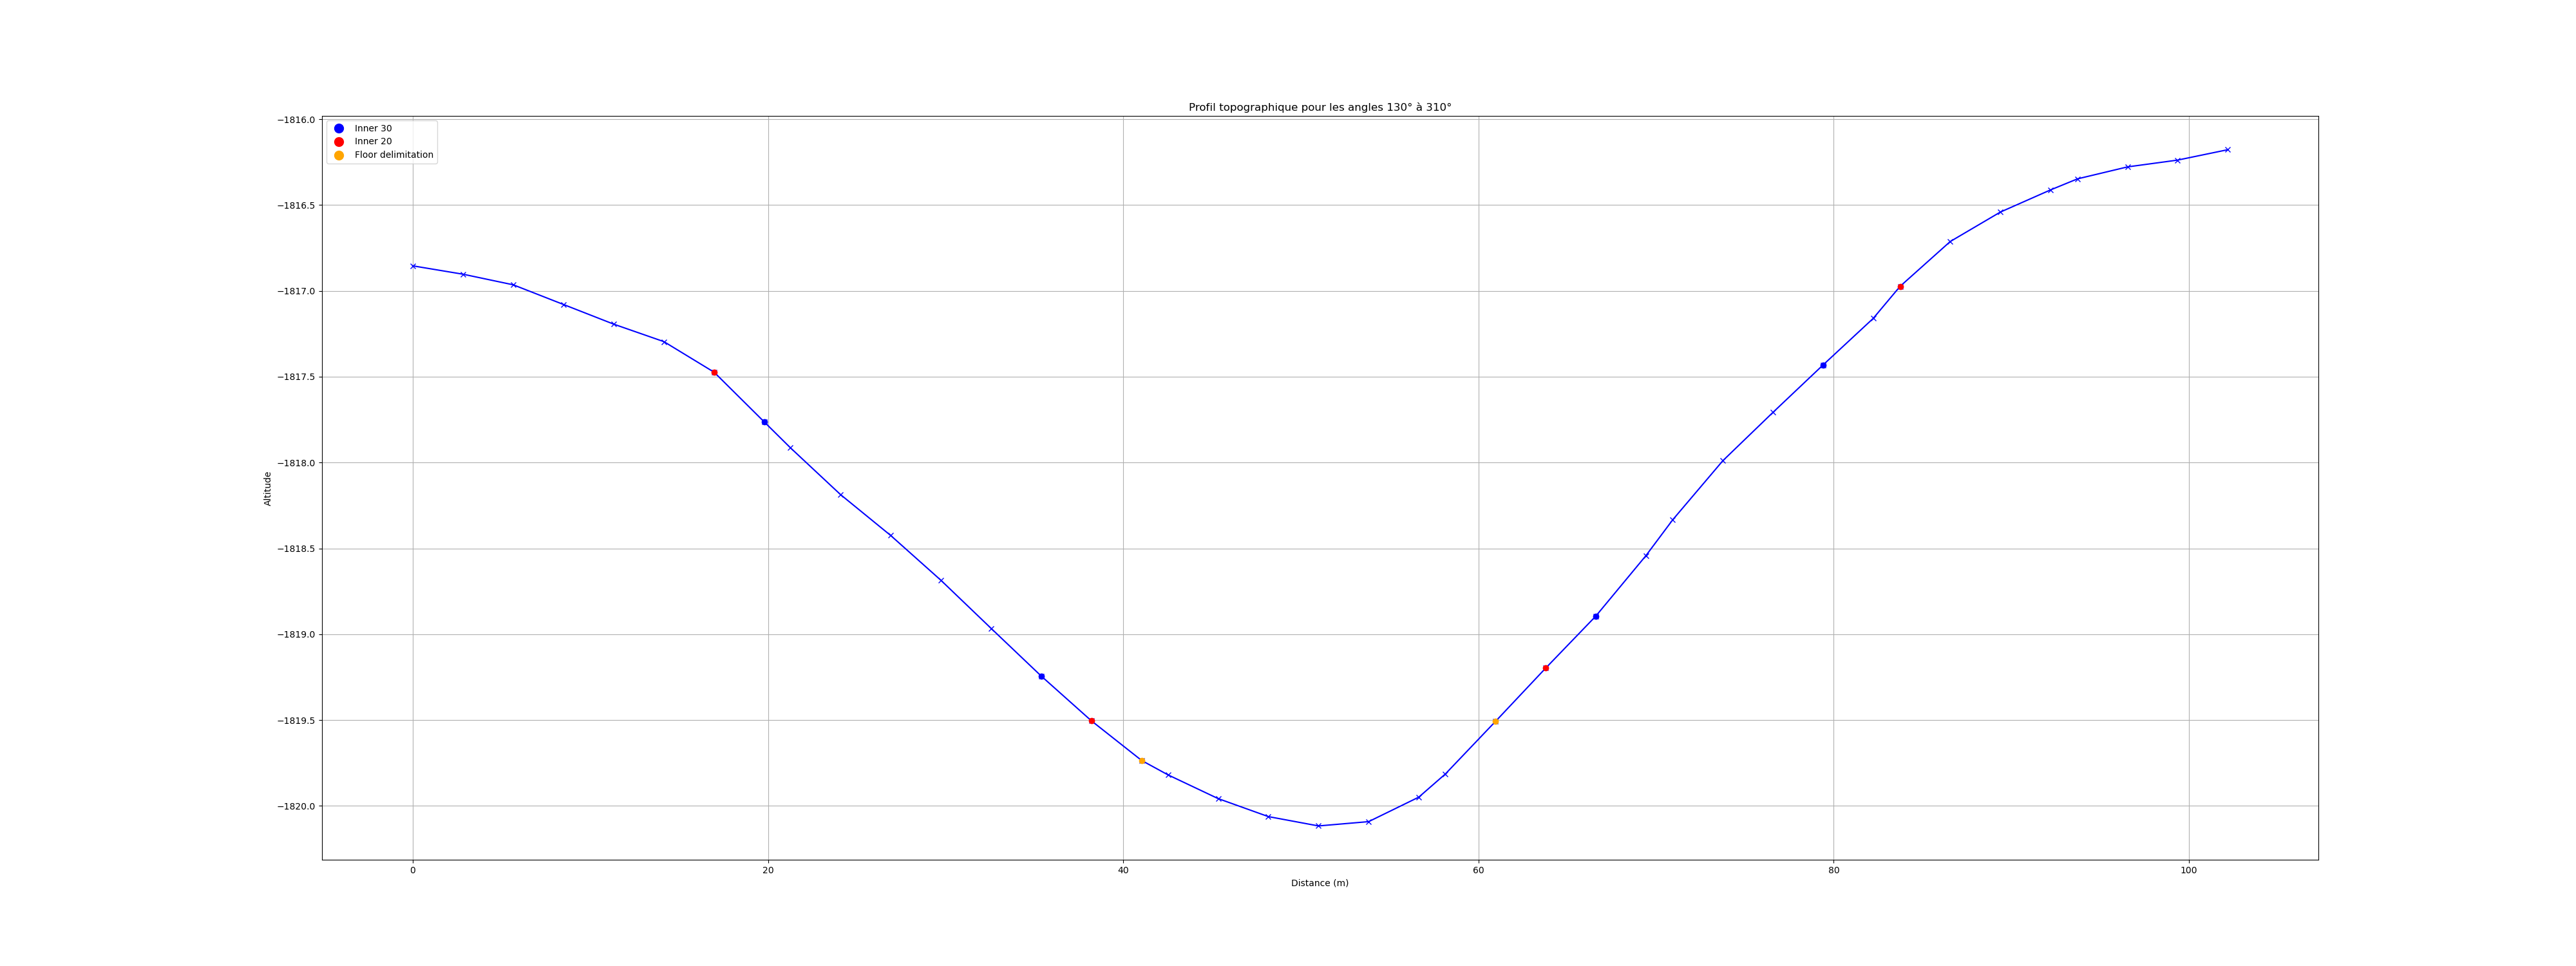 Profil topographique pour les angles 130° à 310°
Inner 30
Inner 20
Floor delimitation
Altitude
−1816.0
−1816.5
−1817.0
−1817.5
−1818.0
−1818.5
−1819.0
−1819.5
−1820.0
0 20 40 60 80 100
Distance (m)